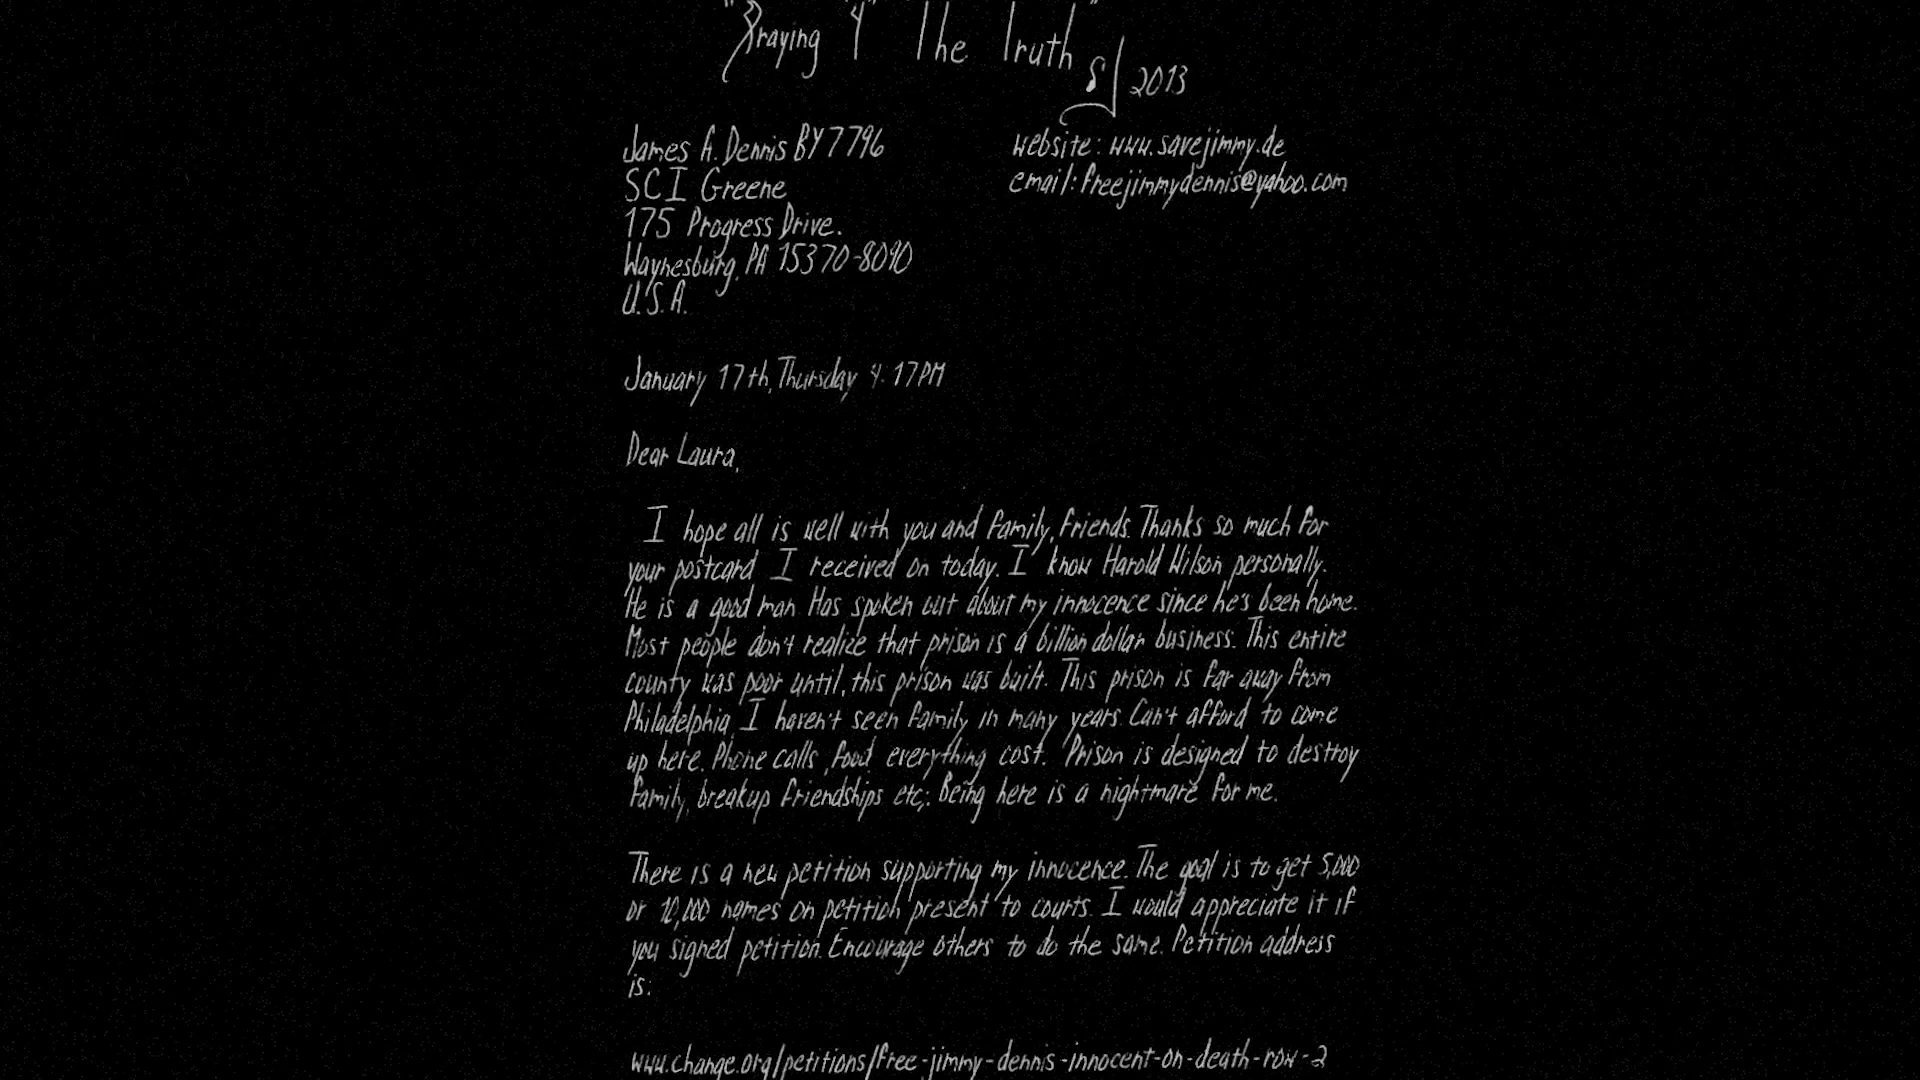 "Praying "4" The Truth"
2013
James A. Dennis BY7796
SCI Greene
175 Progress Drive.
Waynesburg, PA 15370-8090
U.S.A.
website: www.savejimmy.de
email: freejimmydennis@yahoo.com
January 17th, Thursday 4:17PM
Dear Laura,
I hope all is well with you and family, friends. Thanks so much for
your postcard I received on today. I know Harold Wilson personally.
He is a good man Has spoken out about my innocence since he's been home.
Most people don't realize that prison is a billion dollar business. This entire
county was poor until, this prison was built. This prison is far away from
Philadelphia, I haven't seen family in many years. Can't afford to come
up here. Phone calls, food everything cost. Prison is designed to destroy
family, breakup friendships etc;. Being here is a nightmare for me.
There is a new petition supporting my innocence. The goal is to get 5,000
or 10,000 names on petition present to courts. I would appreciate it if
you signed petition. Encourage others to do the same. Petition address
is:
www.change.org/petitions/free-jimmy-dennis-innocent-on-death-row-2